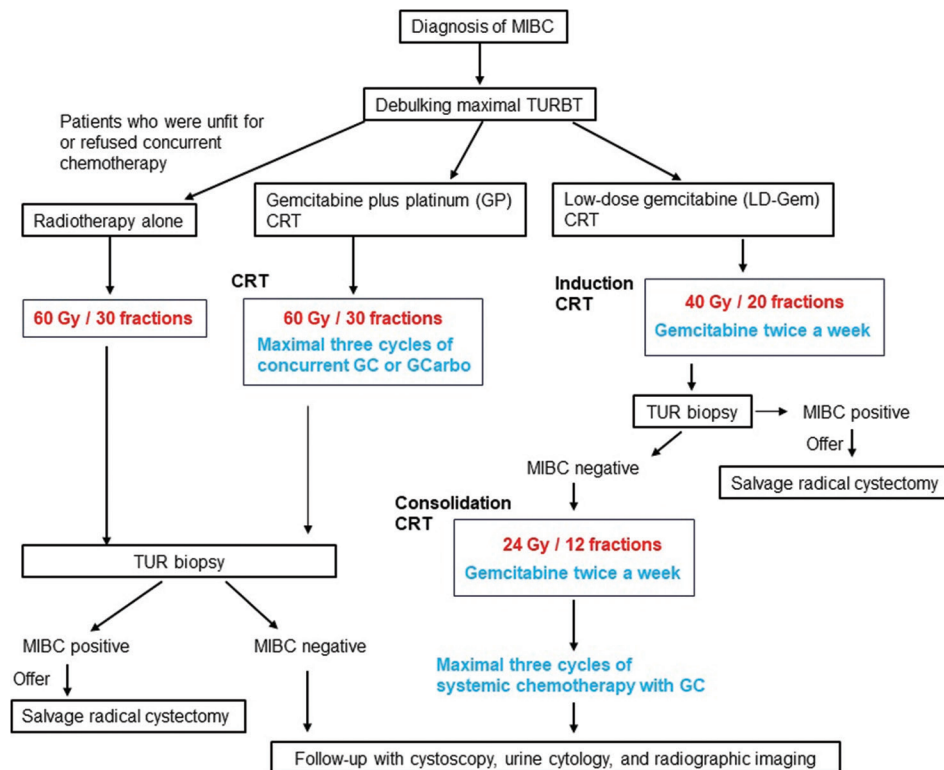 Diagnosis of MIBC
Debulking maximal TURBT
Patients who were unfit for
or refused concurrent
chemotherapy
Radiotherapy alone
Gemcitabine plus platinum (GP)
CRT
Low-dose gemcitabine (LD-Gem)
CRT
60 Gy / 30 fractions
CRT
60 Gy / 30 fractions
Maximal three cycles of
concurrent GC or GCarbo
Induction
CRT
40 Gy / 20 fractions
Gemcitabine twice a week
TUR biopsy
MIBC positive
Offer
Salvage radical cystectomy
MIBC negative
Consolidation
CRT
24 Gy / 12 fractions
Gemcitabine twice a week
TUR biopsy
MIBC positive
MIBC negative
Offer
Salvage radical cystectomy
Maximal three cycles of
systemic chemotherapy with GC
Follow-up with cystoscopy, urine cytology, and radiographic imaging